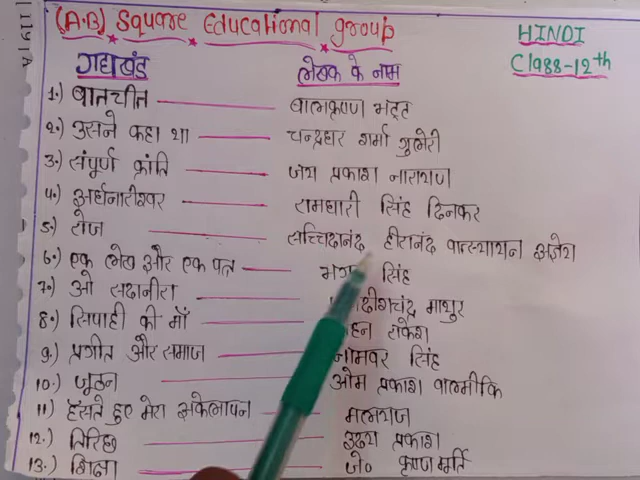 (A.B) Square Educational group
HINDI
Class-12th
गद्यखंड लेखक के नाम
1.) बातचीत बालकृष्ण भट्ट
2.) उसने कहा था चन्द्रधर शर्मा गुलेरी
3.) संपूर्ण क्रांति जय प्रकाश नारायण
4.) अर्धनारीश्वर रामधारी सिंह दिनकर
5.) रोज सच्चिदानंद हीरानंद वात्स्यायन अज्ञेय
6.) एक लेख और एक पत्र सिंह
7.) ओ सदानीरा माथुर
8.) सिपाही की माँ राकेश
9.) प्रगीत और समाज नामवर सिंह
10.) जूठन ओम प्रकाश वाल्मीकि
11) हँसते हुए मेरा अकेलापन मलयज
12.) तिरिछ उदय प्रकाश
13.) शिक्षा जे० कृष्णमूर्ति